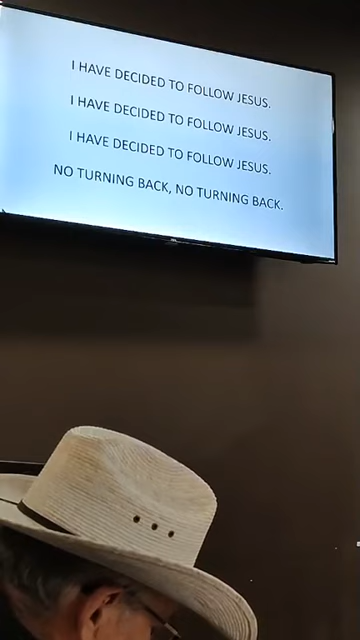 I HAVE DECIDED TO FOLLOW JESUS.
I HAVE DECIDED TO FOLLOW JESUS.
I HAVE DECIDED TO FOLLOW JESUS.
NO TURNING BACK, NO TURNING BACK.